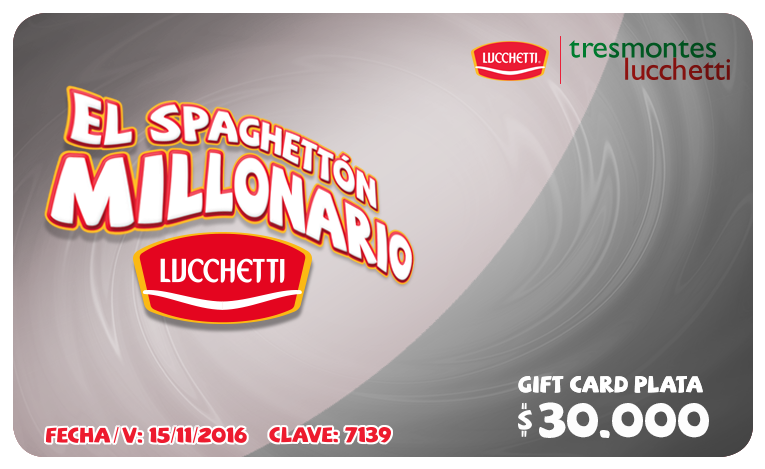 LUCCHETTI
tresmontes
lucchetti
EL SPAGHETTÓN
MILLONARIO
LUCCHETTI
GIFT CARD PLATA
$ 30.000
FECHA/V: 15/11/2016 CLAVE: 7139